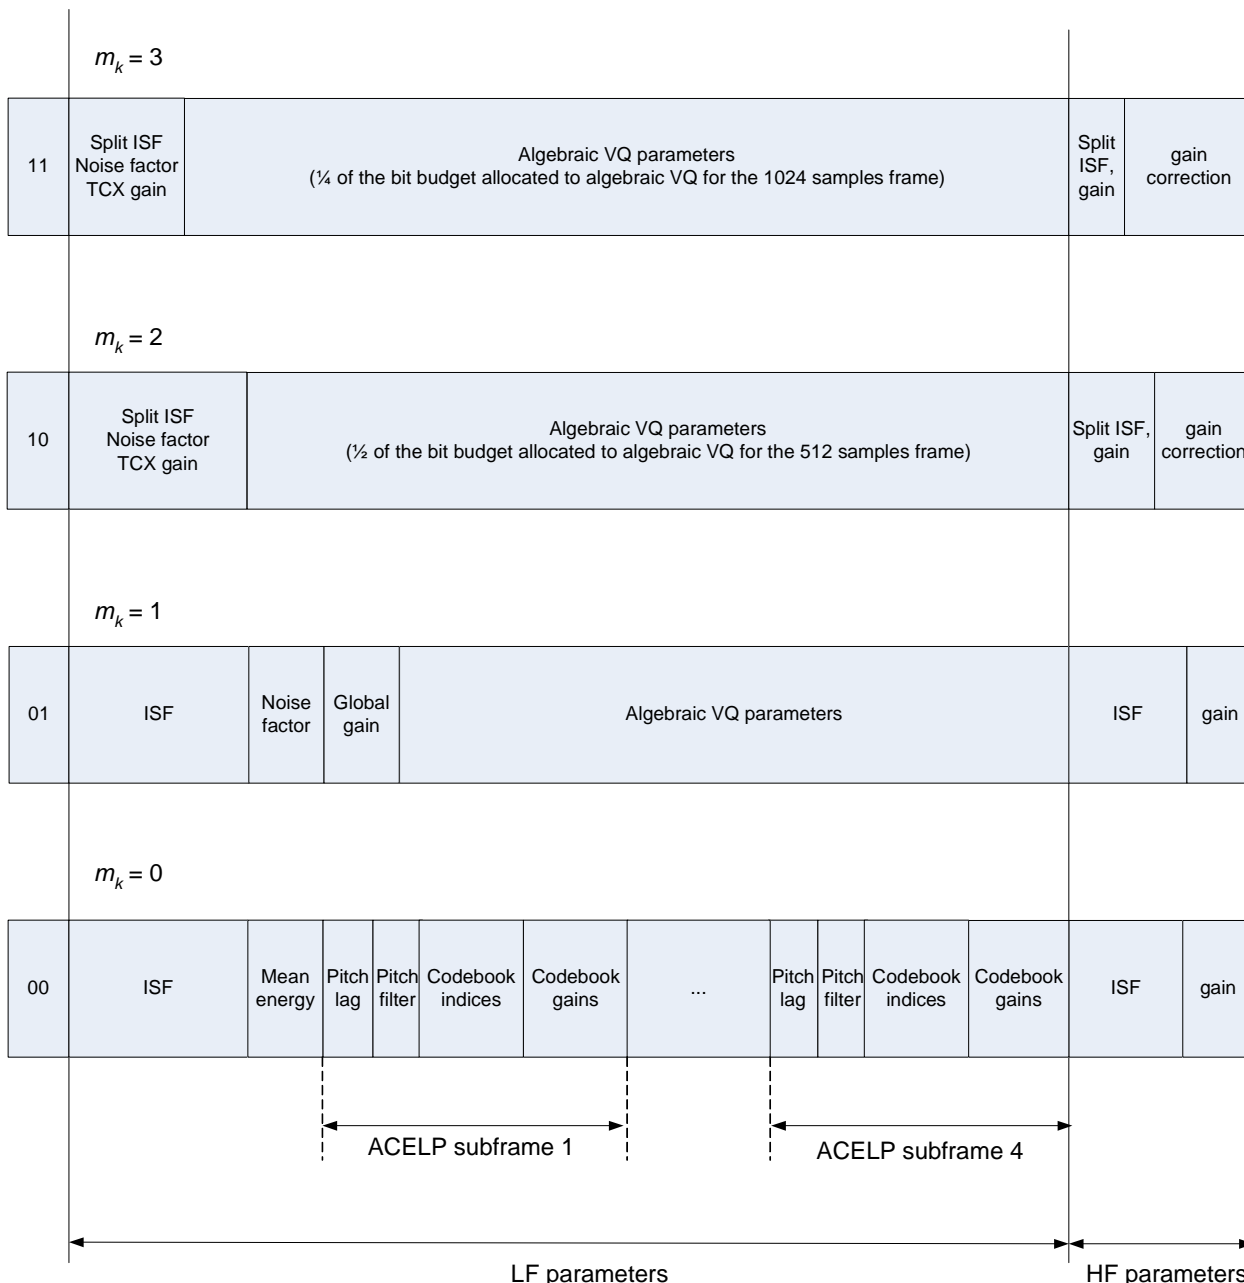 m_k = 3
11
Split ISF
Noise factor
TCX gain
Algebraic VQ parameters
(¼ of the bit budget allocated to algebraic VQ for the 1024 samples frame)
Split
ISF,
gain
gain
correction
m_k = 2
10
Split ISF
Noise factor
TCX gain
Algebraic VQ parameters
(½ of the bit budget allocated to algebraic VQ for the 512 samples frame)
Split ISF,
gain
gain
correction
m_k = 1
01
ISF
Noise
factor
Global
gain
Algebraic VQ parameters
ISF
gain
m_k = 0
00
ISF
Mean
energy
Pitch
lag
Pitch
filter
Codebook
indices
Codebook
gains
...
Pitch
lag
Pitch
filter
Codebook
indices
Codebook
gains
ISF
gain
ACELP subframe 1
ACELP subframe 4
LF parameters
HF parameters